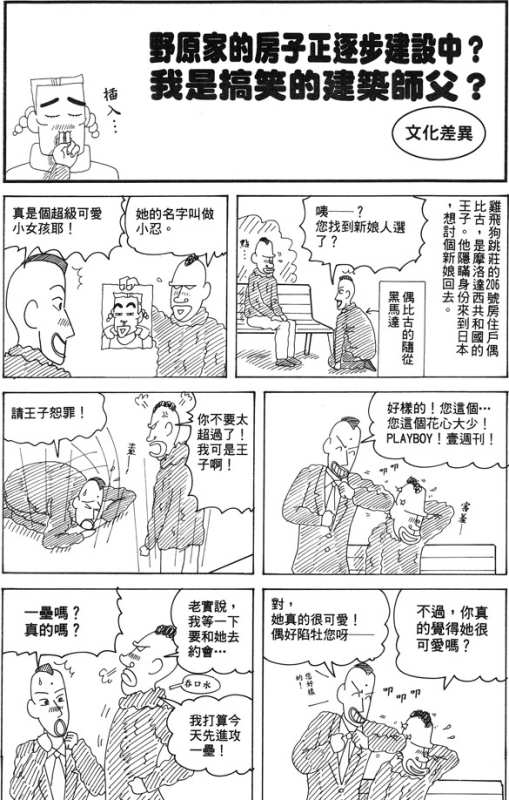 野原家的房子正逐步建設中？
我是搞笑的建築師父？
文化差異
插入…
雞飛狗跳莊的206號房住戶偶
比古，是摩洛達西共和國的
王子。他隱瞞身份來到日本
，想討個新娘回去。
咦——？
您找到新娘人選
了？
偶比古的隨從
黑馬達
她的名字叫做
小忍。
真是個超級可愛
小女孩耶！
好樣的！您這個…
您這個花心大少！
PLAYBOY！壹週刊！
害羞—
你不要太
超過了！
我可是王
子啊！
請王子恕罪！
不過，你真
的覺得她很
可愛嗎？
對，
她真的很可愛！
偶好陷牡您呀——
您好樣
的！
叩
叩
老實說，
我等一下
要和她去
約會…
吞口水
我打算今
天先進攻
一壘！
一壘嗎？
真的嗎？